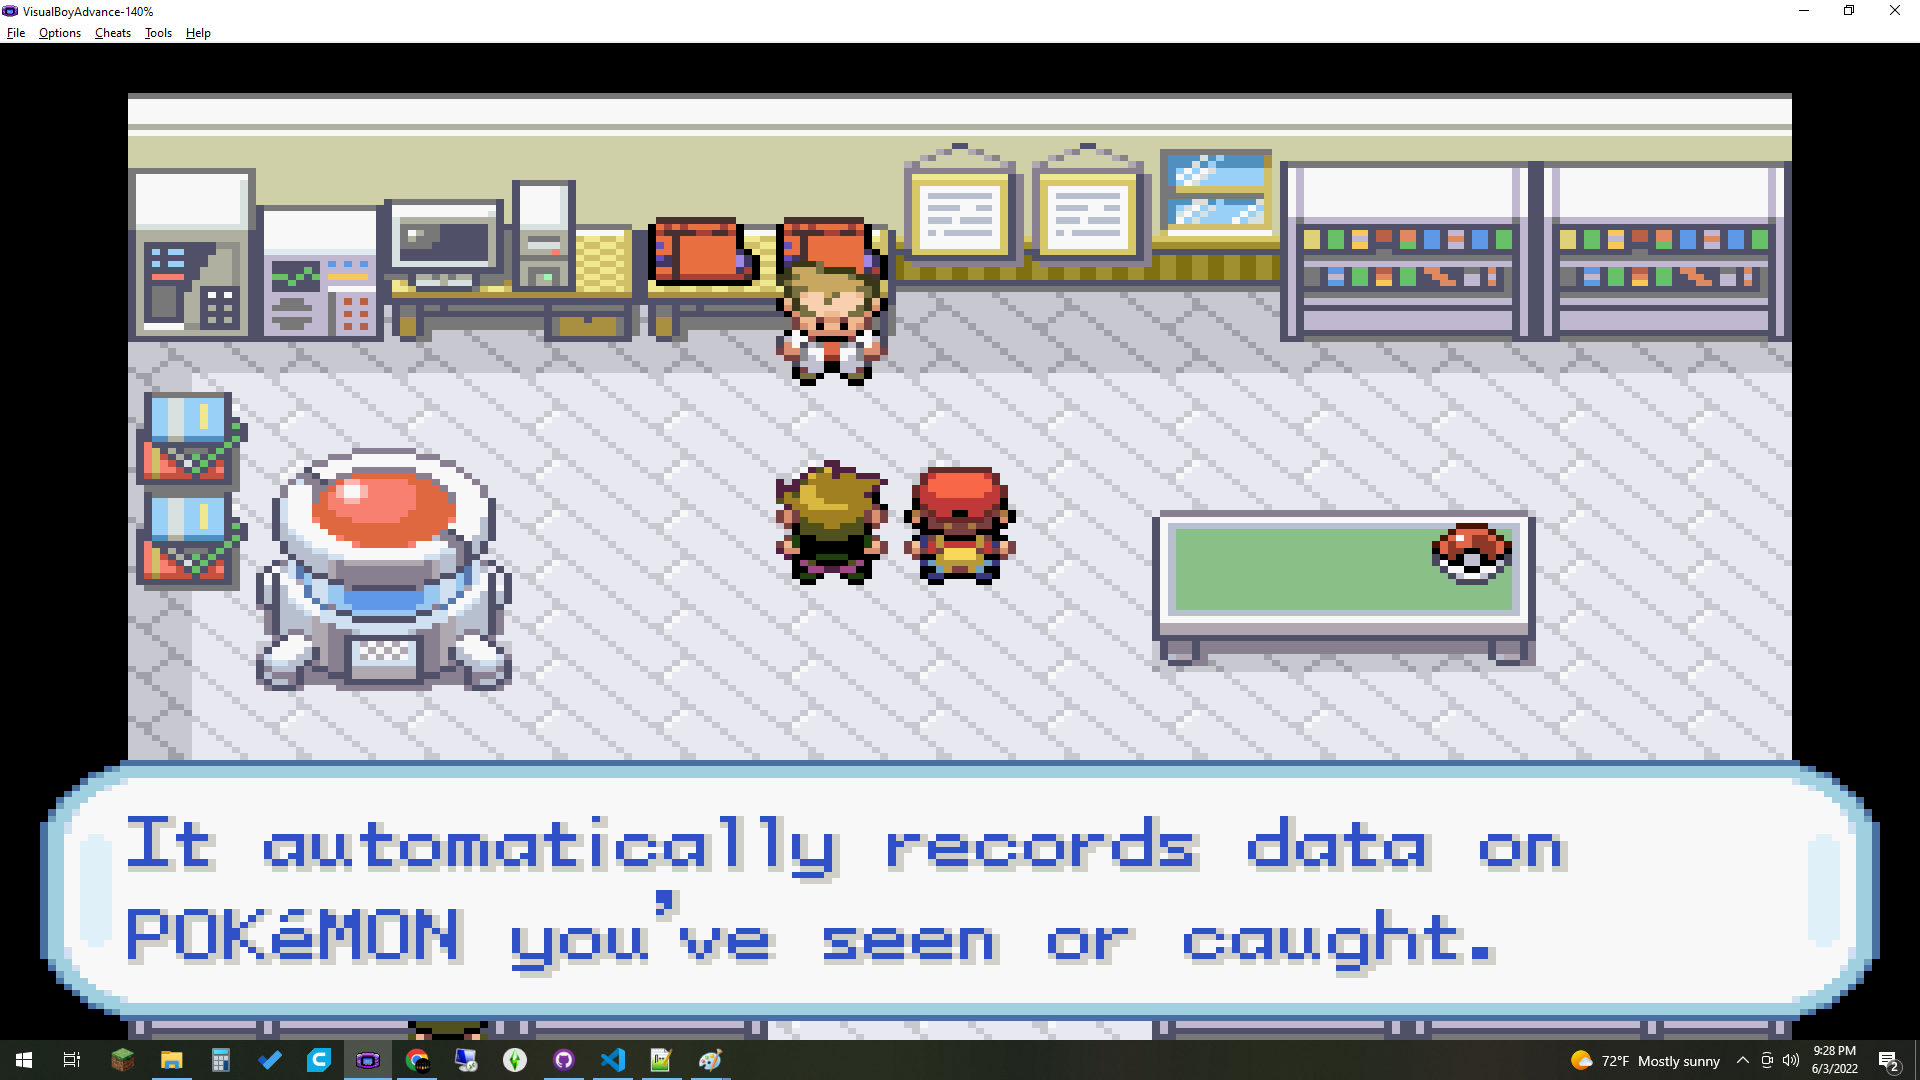 VisualBoyAdvance-140%
File Options Cheats Tools Help
It automatically records data on
POKéMON you've seen or caught.
72°F Mostly sunny
9:28 PM
6/3/2022
2